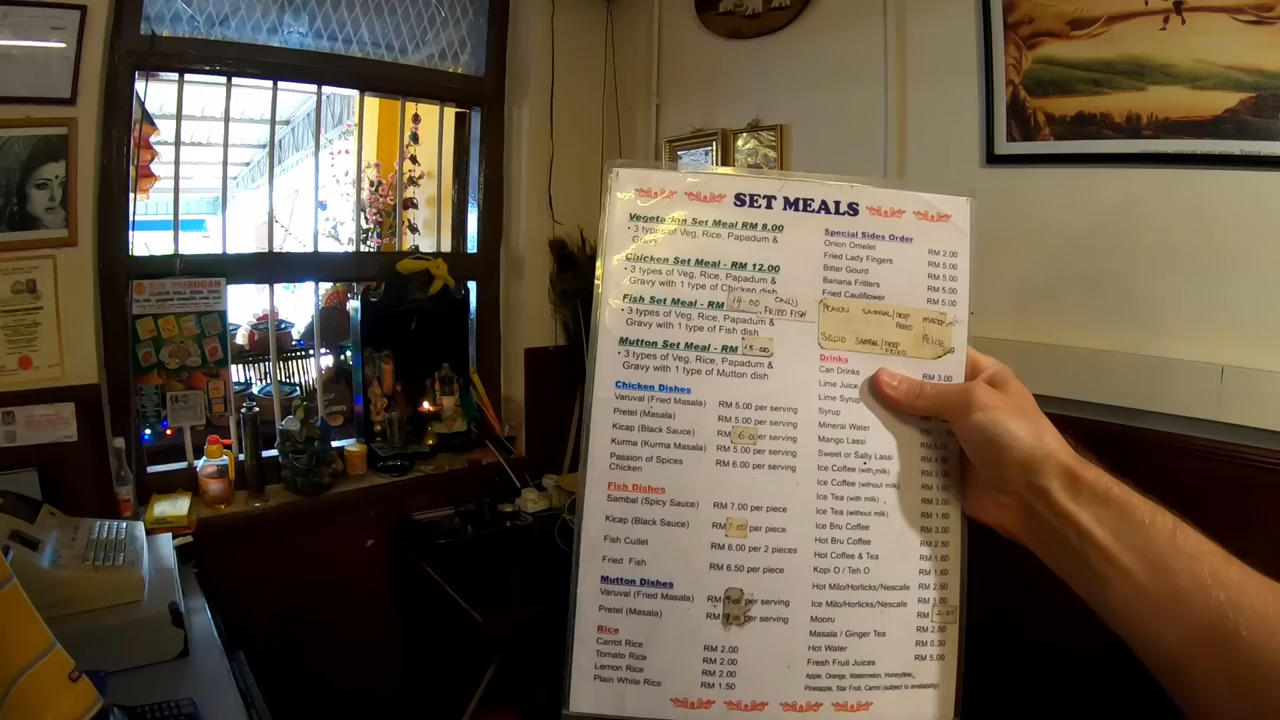 SET MEALS
Vegetarian Set Meal RM 8.00
• 3 types of Veg, Rice, Papadum &
Gravy
Chicken Set Meal - RM 12.00
• 3 types of Veg, Rice, Papadum &
Gravy with 1 type of Chicken dish
Fish Set Meal - RM 14.00 ONLY FRIED FISH
3 types of Veg, Rice, Papadum &
Gravy with 1 type of Fish dish
Mutton Set Meal - RM 15.00
• 3 types of Veg, Rice, Papadum &
Gravy with 1 type of Mutton dish
Chicken Dishes
Varuval (Fried Masala) RM 5.00 per serving
Pretel (Masala) RM 5.00 per serving
Kicap (Black Sauce) RM 6.00 per serving
Kurma (Kurma Masala) RM 5.00 per serving
Passion of Spices RM 6.00 per serving
Chicken
Fish Dishes
Sambal (Spicy Sauce) RM 7.00 per piece
Kicap (Black Sauce) RM 7.00 per piece
Fish Cutlet RM 6.00 per 2 pieces
Fried Fish RM 6.50 per piece
Mutton Dishes
Varuval (Fried Masala) RM per serving
Pretel (Masala) RM 9.00 per serving
Rice
Carrot Rice RM 2.00
Tomato Rice RM 2.00
Lemon Rice RM 2.00
Plain White Rice RM 1.50
Special Sides Order
Onion Omelet RM 2.00
Fried Lady Fingers RM 5.00
Bitter Gourd RM 5.00
Banana Fritters RM 5.00
Fried Cauliflower RM 5.00
SAMBAL/DEEP FRIED
SQUID SAMBAL/DEEP FRIED
Drinks
Can Drinks RM 3.00
Lime Juice
Lime Syrup
Syrup
Mineral Water
Mango Lassi
Sweet or Salty Lassi
Ice Coffee (with milk)
Ice Coffee (without milk)
Ice Tea (with milk) RM 2.00
Ice Tea (without milk) RM 1.60
Ice Bru Coffee RM 3.00
Hot Bru Coffee RM 2.50
Hot Coffee & Tea RM 1.60
Kopi O / Teh O RM 1.60
Hot Milo/Horlicks/Nescafe RM 2.50
Ice Milo/Horlicks/Nescafe RM 3.00
Mooru RM 2.00
Masala / Ginger Tea RM 2.50
Hot Water RM 0.30
Fresh Fruit Juices RM 5.00
Apple, Orange, Watermelon, Honeydew,
Pineapple, Star Fruit, Carrot (subject to availability)